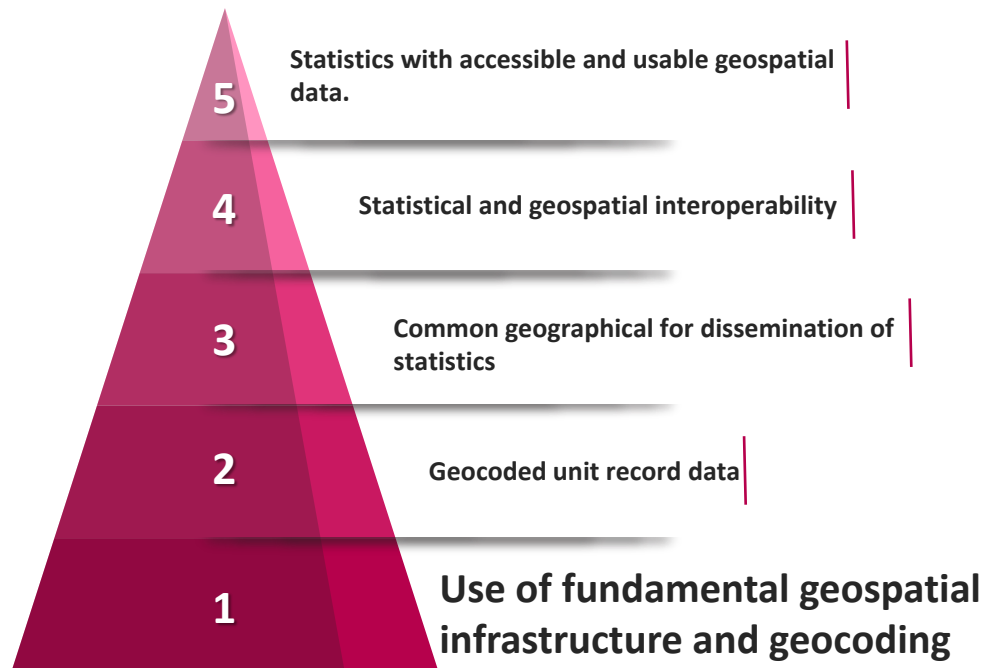 5
Statistics with accessible and usable geospatial
data.
4
Statistical and geospatial interoperability
3
Common geographical for dissemination of
statistics
2
Geocoded unit record data
1
Use of fundamental geospatial
infrastructure and geocoding